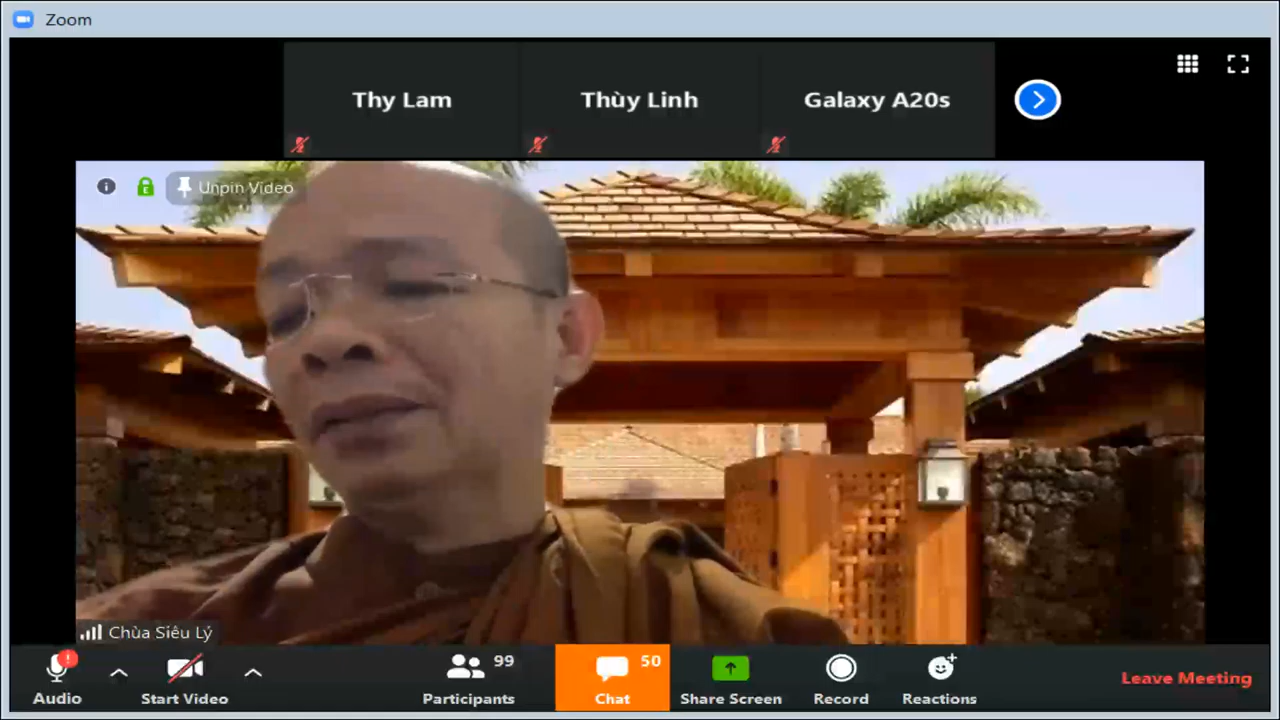 Zoom
Thy Lam
Thùy Linh
Galaxy A20s
Unpin Video
Chùa Siêu Lý
99
50
Audio
Start Video
Participants
Chat
Share Screen
Record
Reactions
Leave Meeting